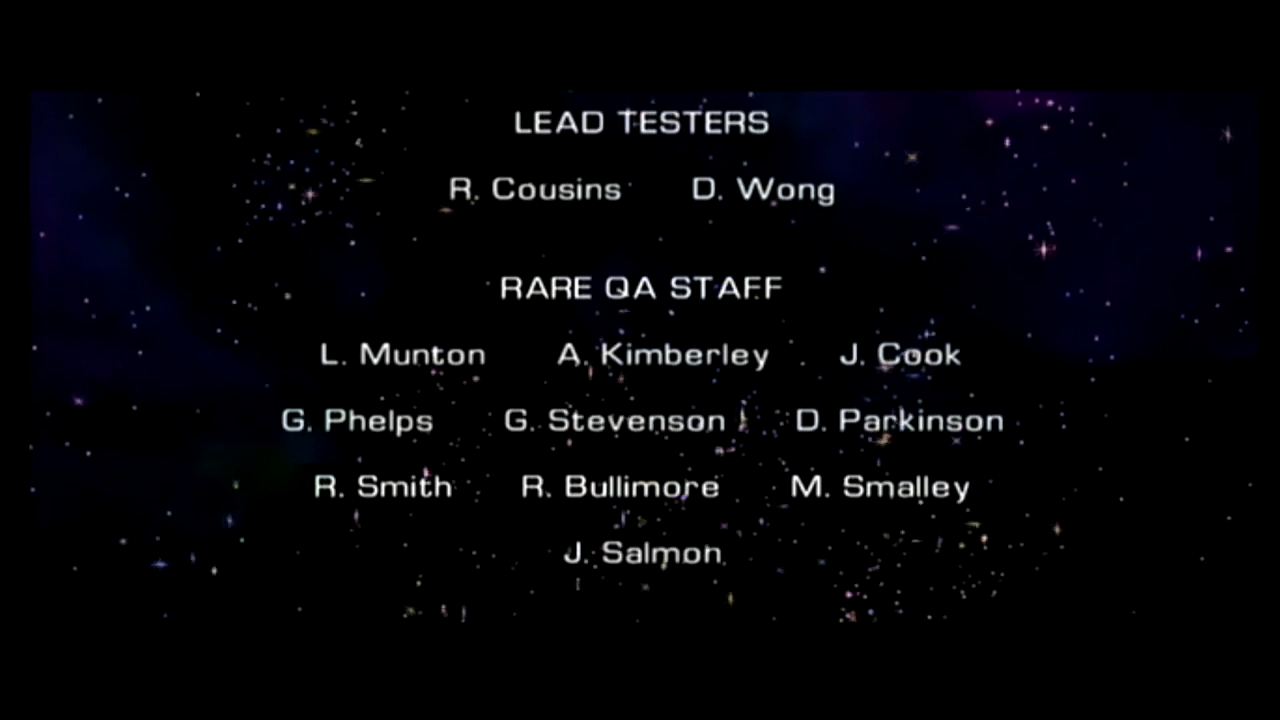 LEAD TESTERS
R. Cousins D. Wong
RARE QA STAFF
L. Munton A. Kimberley J. Cook
G. Phelps G. Stevenson D. Parkinson
R. Smith R. Bullimore M. Smalley
J. Salmon